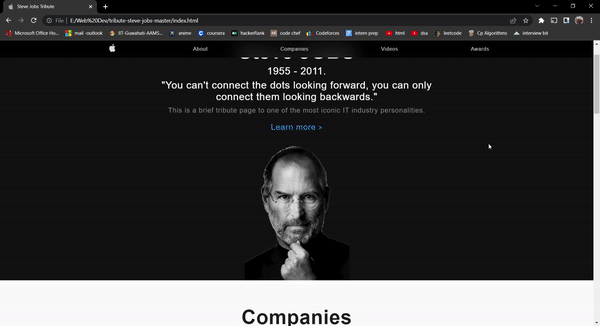 Steve Jobs Tribute
File | E:/Web%20Dev/tribute-steve-jobs-master/index.html
Microsoft Office Ho... mail -outlook IIT-Guwahati-AAMS... anime coursera hackerRank code chef Codeforces intern prep html dsa leetcode Cp Algorithms interview bit
About Companies Videos Awards
1955 - 2011.
"You can't connect the dots looking forward, you can only
connect them looking backwards."
This is a brief tribute page to one of the most iconic IT industry personalities.
Learn more >
Companies